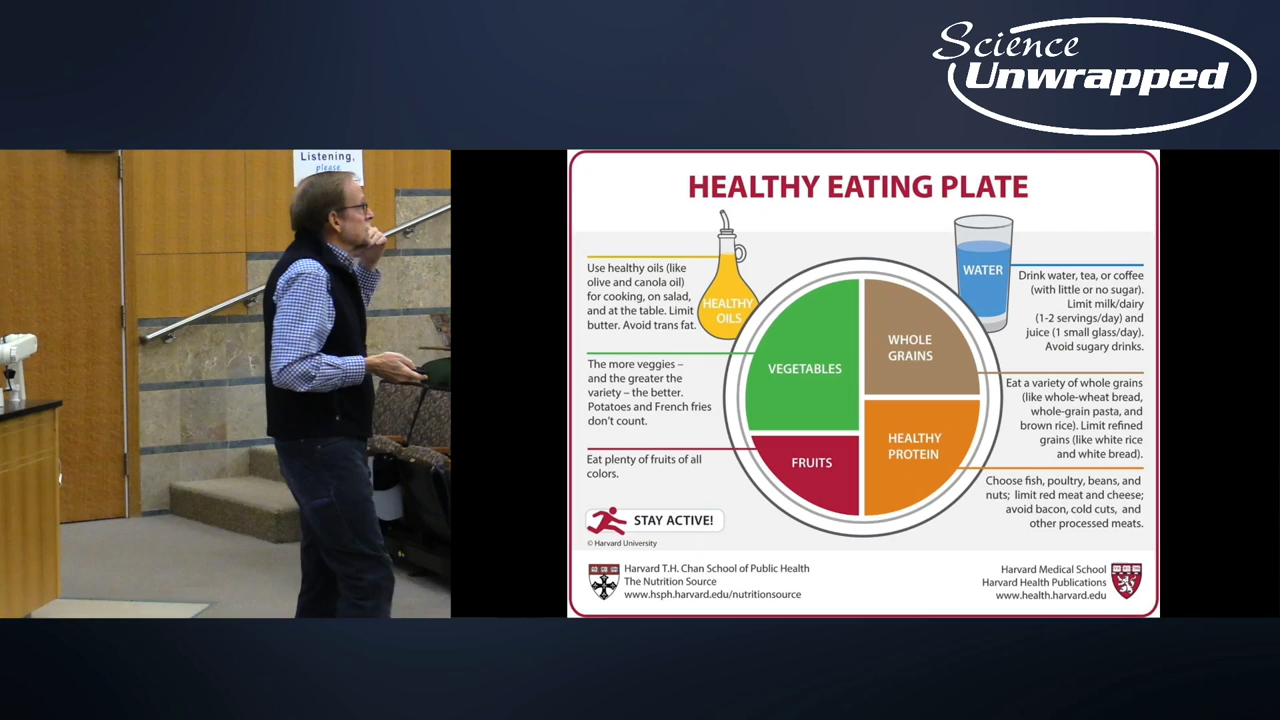 Science
Unwrapped
Listening,
please
HEALTHY EATING PLATE
Use healthy oils (like
olive and canola oil)
for cooking, on salad,
and at the table. Limit
butter. Avoid trans fat.
HEALTHY
OILS
WATER
Drink water, tea, or coffee
(with little or no sugar).
Limit milk/dairy
(1-2 servings/day) and
juice (1 small glass/day).
Avoid sugary drinks.
The more veggies –
and the greater the
variety – the better.
Potatoes and French fries
don't count.
VEGETABLES
WHOLE
GRAINS
Eat a variety of whole grains
(like whole-wheat bread,
whole-grain pasta, and
brown rice). Limit refined
grains (like white rice
and white bread).
Eat plenty of fruits of all
colors.
FRUITS
HEALTHY
PROTEIN
Choose fish, poultry, beans, and
nuts; limit red meat and cheese;
avoid bacon, cold cuts, and
other processed meats.
STAY ACTIVE!
© Harvard University
Harvard T.H. Chan School of Public Health
The Nutrition Source
www.hsph.harvard.edu/nutritionsource
Harvard Medical School
Harvard Health Publications
www.health.harvard.edu